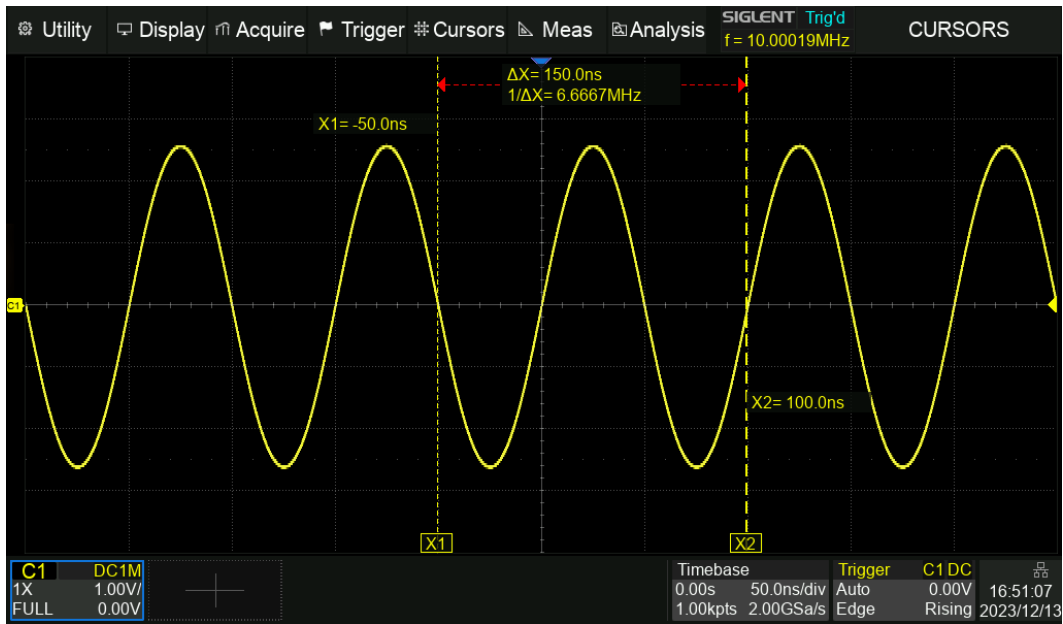 Utility Display Acquire Trigger Cursors Meas Analysis SIGLENT Trig'd CURSORS
f = 10.00019MHz
ΔX= 150.0ns
1/ΔX= 6.6667MHz
X1= -50.0ns
C1
X2= 100.0ns
X1 X2
C1 DC1M Timebase Trigger C1 DC
1X 1.00V/ 0.00s 50.0ns/div Auto 0.00V 16:51:07
FULL 0.00V 1.00kpts 2.00GSa/s Edge Rising 2023/12/13